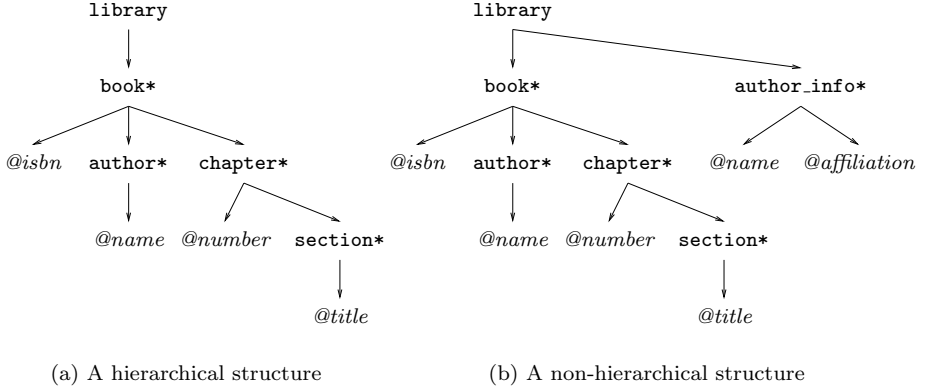 library library
book* book* author_info*
@isbn author* chapter* @isbn author* chapter* @name @affiliation
@name @number section* @name @number section*
@title @title
(a) A hierarchical structure (b) A non-hierarchical structure